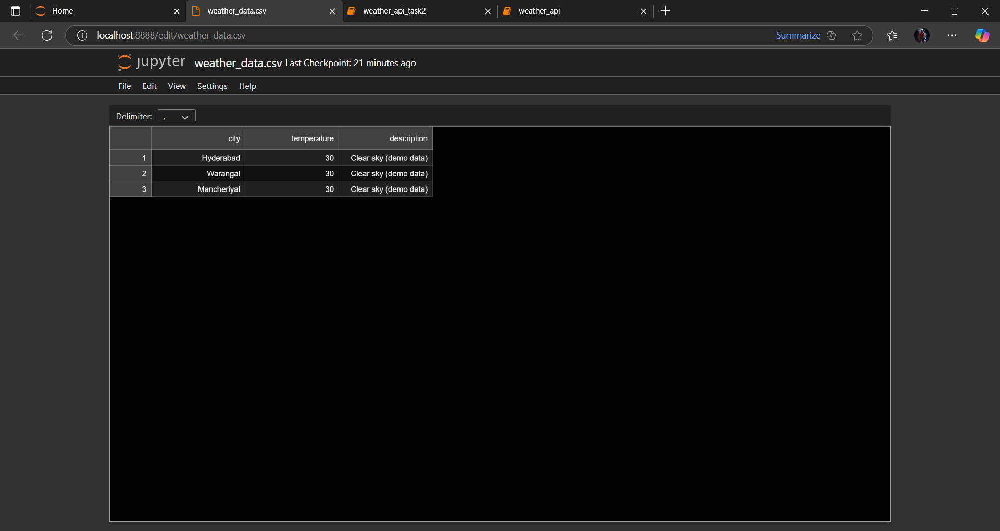 Home
weather_data.csv
weather_api_task2
weather_api
localhost:8888/edit/weather_data.csv
Summarize
jupyter weather_data.csv Last Checkpoint: 21 minutes ago
File Edit View Settings Help
Delimiter: ,
city temperature description
1 Hyderabad 30 Clear sky (demo data)
2 Warangal 30 Clear sky (demo data)
3 Mancheriyal 30 Clear sky (demo data)